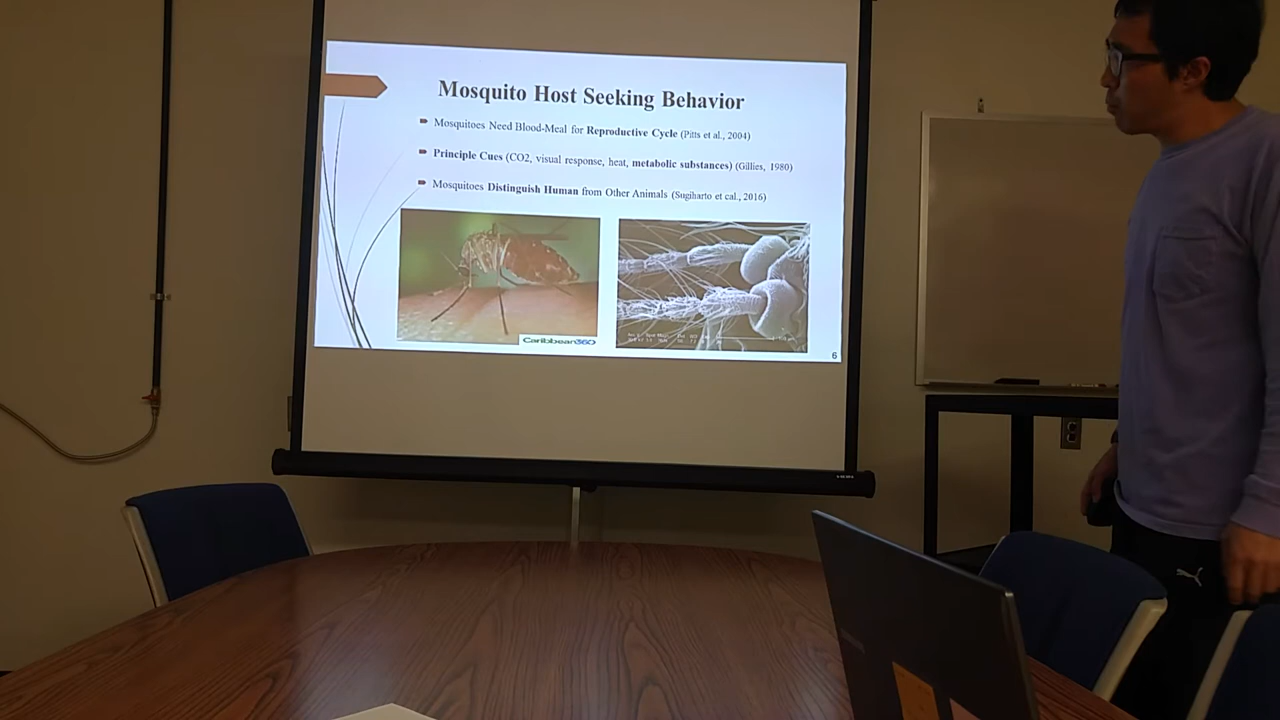 Mosquito Host Seeking Behavior
Mosquitoes Need Blood-Meal for Reproductive Cycle (Pitts et al., 2004)
Principle Cues (CO2, visual response, heat, metabolic substances) (Gillies, 1980)
Mosquitoes Distinguish Human from Other Animals (Sugiharto et cal., 2016)
Caribbean360
6